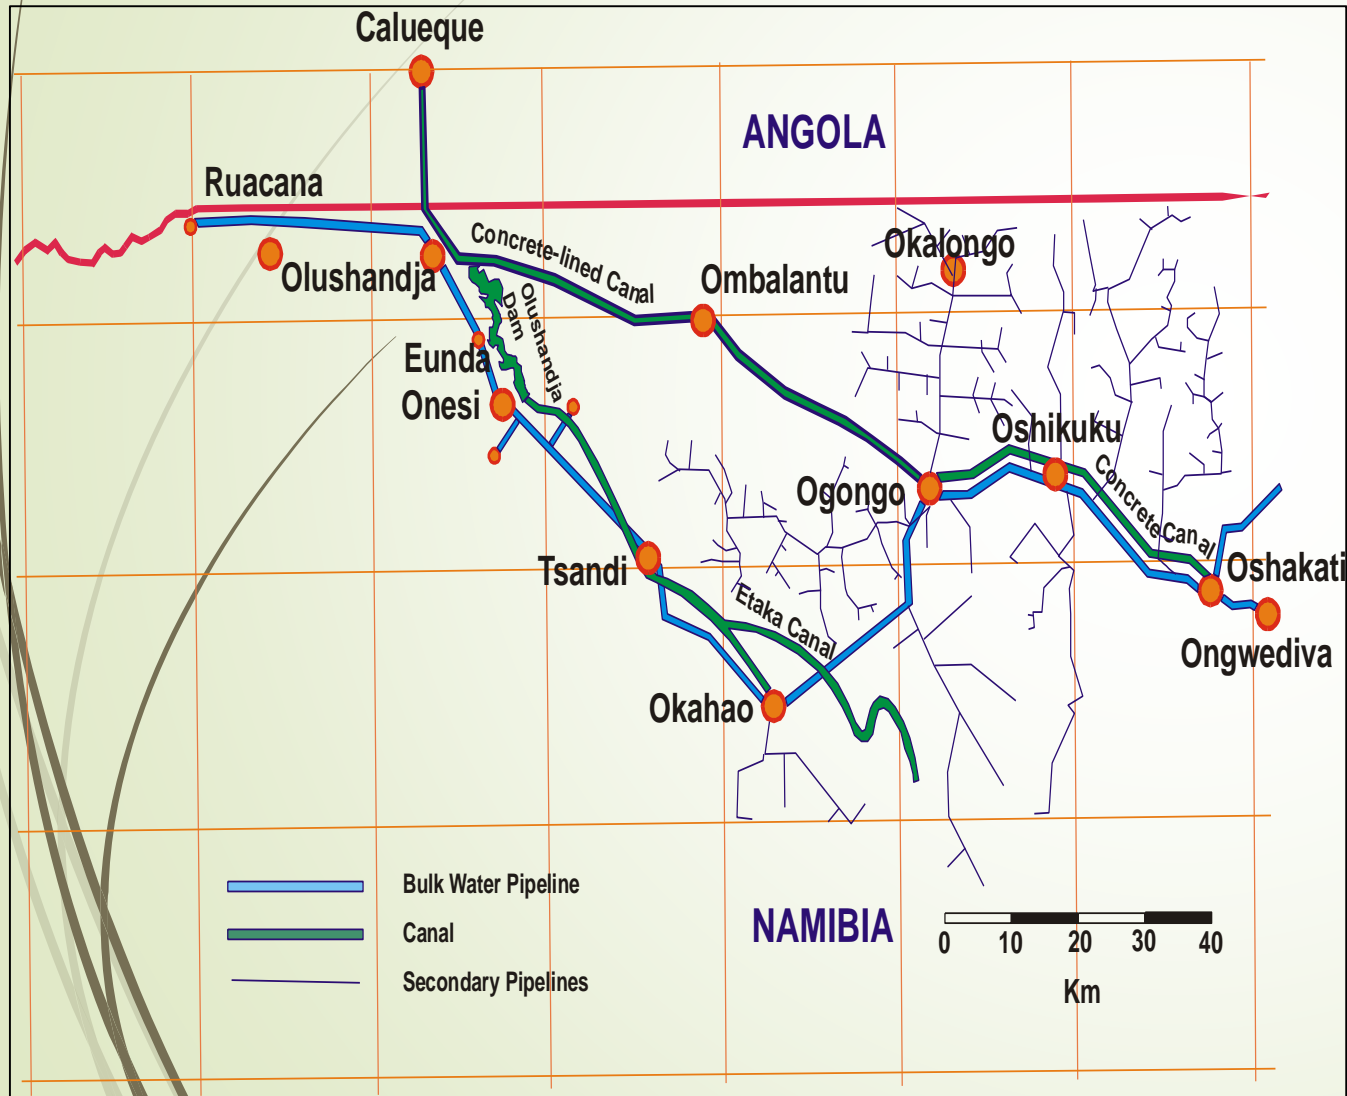 Calueque
ANGOLA
Ruacana
Concrete-lined Canal
Okalongo
Olushandja
Ombalantu
Olushandja
Dam
Eunda
Onesi
Oshikuku
Concrete Canal
Ogongo
Tsandi
Oshakati
Etaka Canal
Ongwediva
Okahao
Bulk Water Pipeline
Canal
Secondary Pipelines
NAMIBIA
0 10 20 30 40
Km